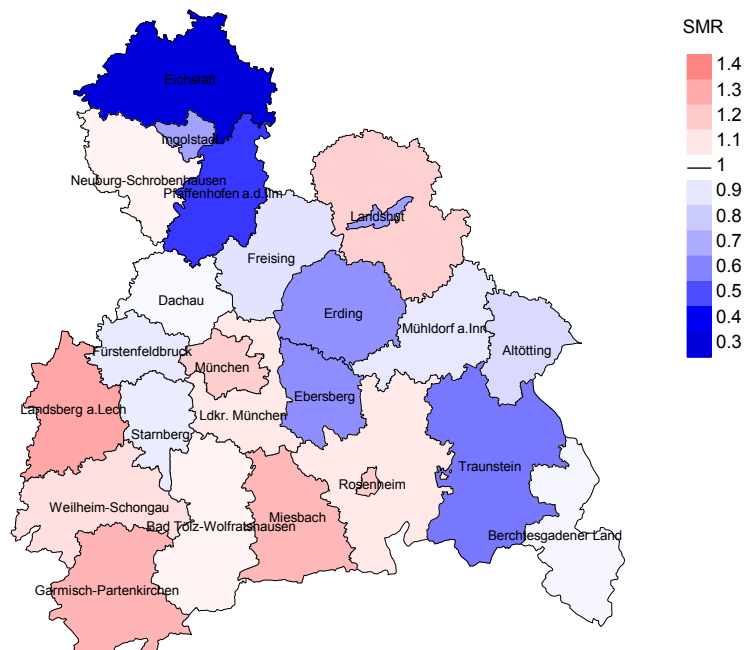 SMR
1.4
1.3
1.2
1.1
1
0.9
0.8
0.7
0.6
0.5
0.4
0.3
Eichstätt
Ingolstadt
Neuburg-Schrobenhausen
Pfaffenhofen a.d.Ilm
Landshut
Freising
Dachau
Erding
Mühldorf a.Inn
Altötting
Fürstenfeldbruck
München
Ebersberg
Landsberg a.Lech
Ldkr. München
Starnberg
Traunstein
Rosenheim
Weilheim-Schongau
Miesbach
Bad Tölz-Wolfratshausen
Berchtesgadener Land
Garmisch-Partenkirchen